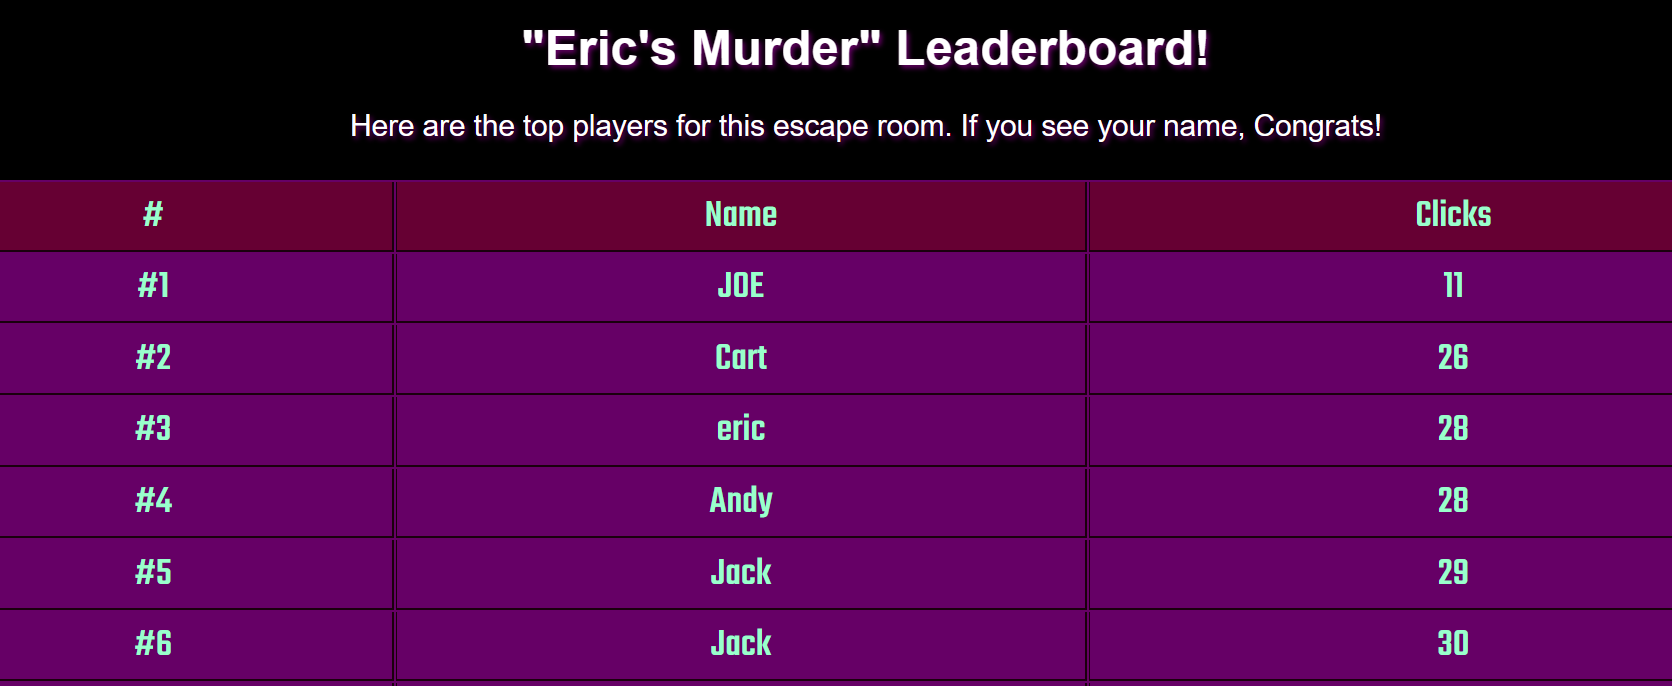 "Eric's Murder" Leaderboard!
Here are the top players for this escape room. If you see your name, Congrats!
# Name Clicks
#1 JOE 11
#2 Cart 26
#3 eric 28
#4 Andy 28
#5 Jack 29
#6 Jack 30